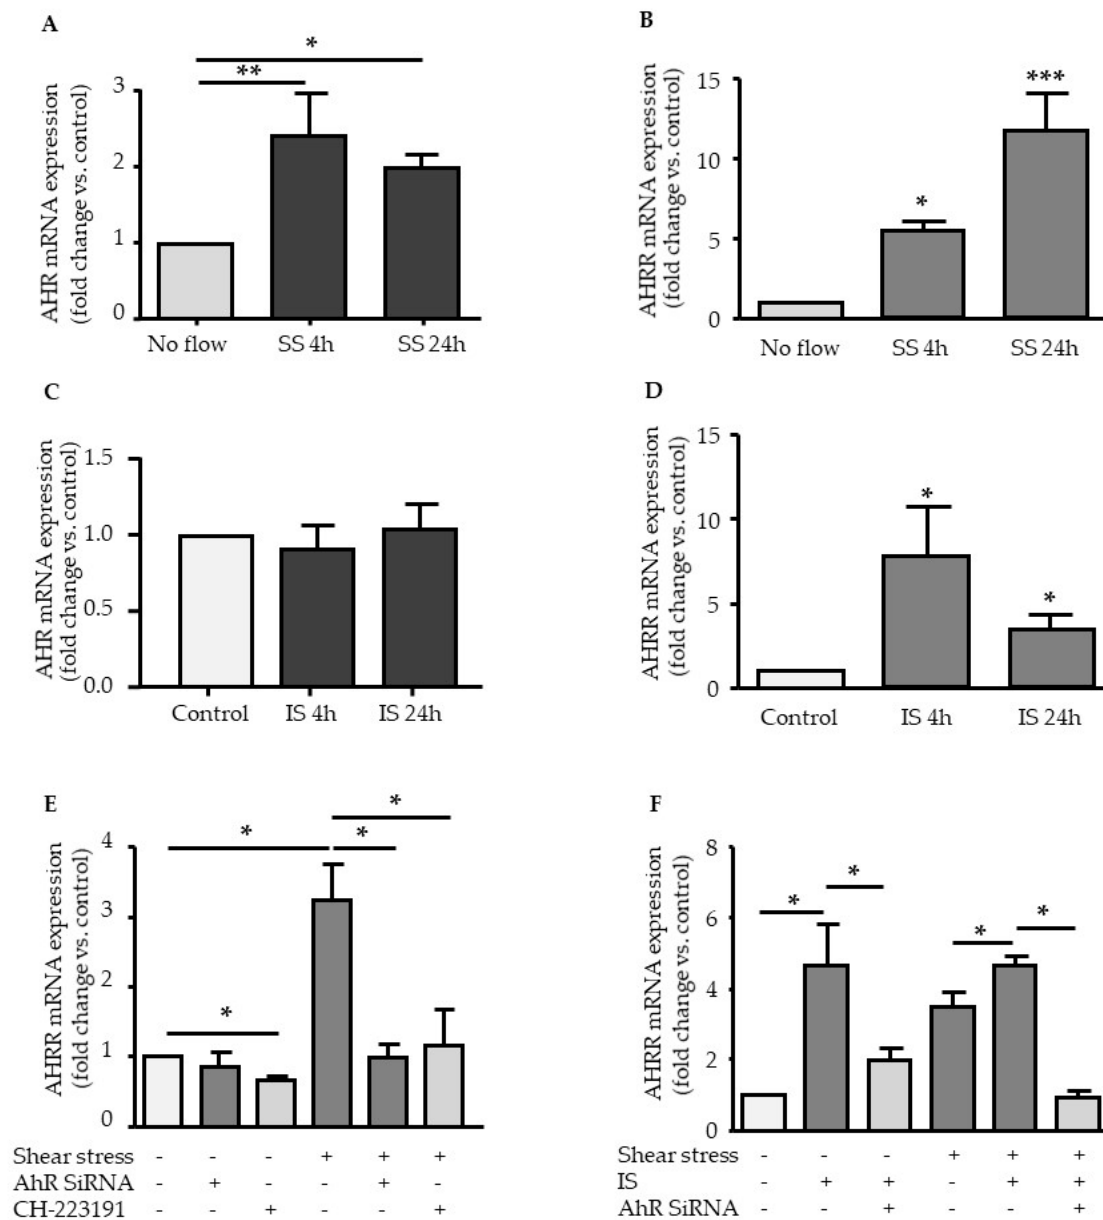 A
AHR mRNA expression
(fold change vs. control)
3
2
1
0
*
**
No flow SS 4h SS 24h
B
AHRR mRNA expression
(fold change vs. control)
15
10
5
0
*
***
No flow SS 4h SS 24h
C
AHR mRNA expression
(fold change vs. control)
1.5
1.0
0.5
0.0
Control IS 4h IS 24h
D
AHRR mRNA expression
(fold change vs. control)
15
10
5
0
*
*
Control IS 4h IS 24h
E
AHRR mRNA expression
(fold change vs. control)
4
3
2
1
0
*
*
*
*
Shear stress - - - + + +
AhR SiRNA - + - - + -
CH-223191 - - + - - +
F
AHRR mRNA expression
(fold change vs. control)
8
6
4
2
0
*
*
*
*
Shear stress - - - + + +
IS - + + - + +
AhR SiRNA - - + - - +